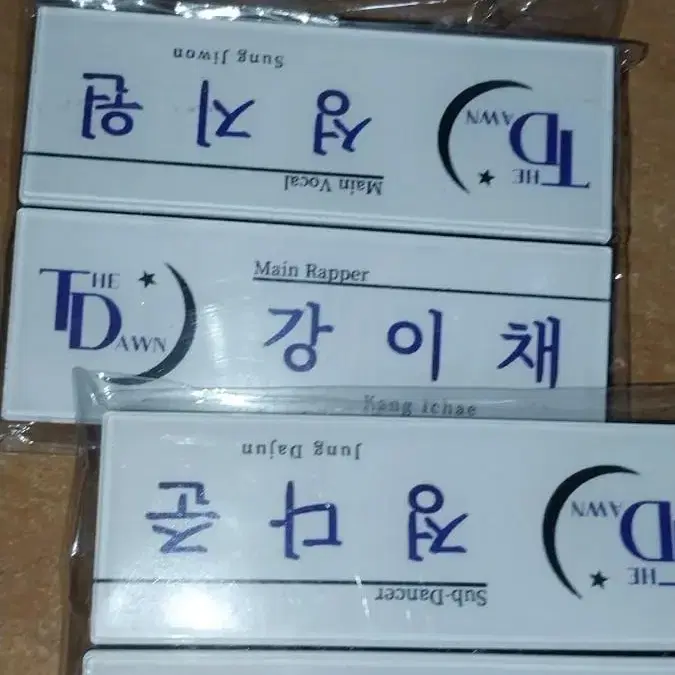 THE
DAWN
Main Vocal
성 지 원
Sung Jiwon
THE
DAWN
Main Rapper
강 이 채
Kang Ichae
THE
DAWN
Sub-Dancer
정 다 준
Jung Dajun